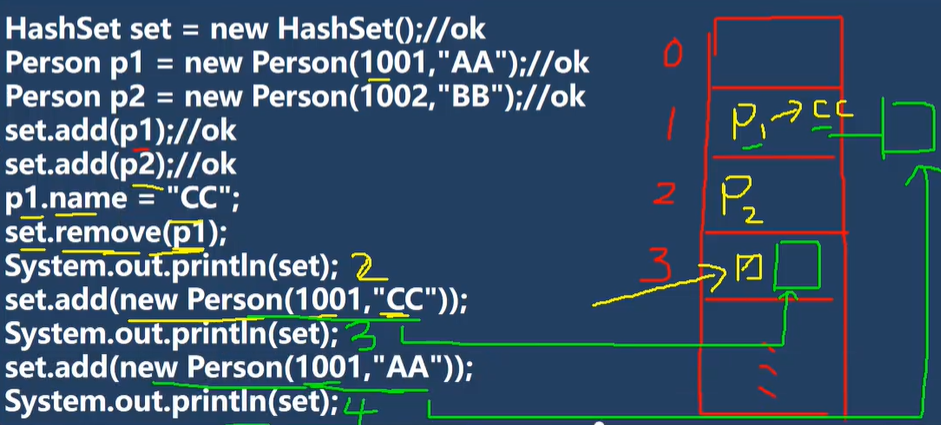 HashSet set = new HashSet();//ok
Person p1 = new Person(1001,"AA");//ok
Person p2 = new Person(1002,"BB");//ok
set.add(p1);//ok
set.add(p2);//ok
p1.name = "CC";
set.remove(p1);
System.out.println(set); 2
set.add(new Person(1001,"CC"));
System.out.println(set); 3
set.add(new Person(1001,"AA"));
System.out.println(set); 4
0
1 P1→CC
2 P2
3